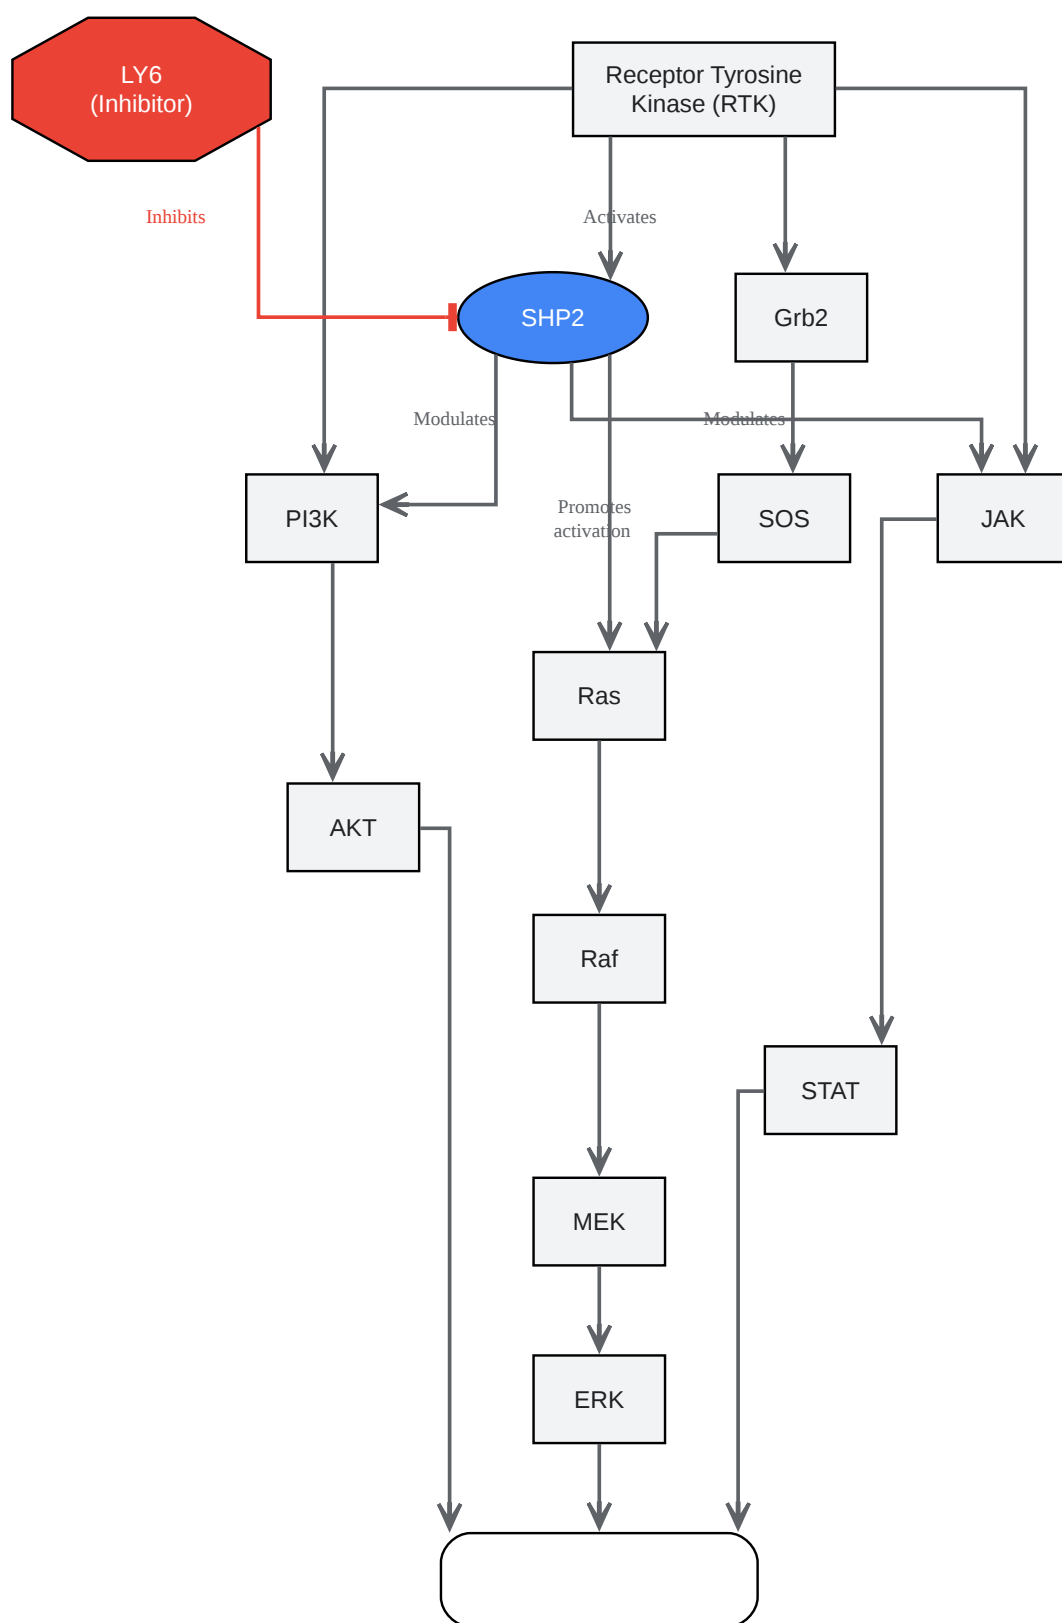 LY6
(Inhibitor)
Receptor Tyrosine
Kinase (RTK)
Inhibits
Activates
SHP2
Grb2
Modulates
Modulates
PI3K
Promotes
activation
SOS
JAK
Ras
AKT
Raf
STAT
MEK
ERK